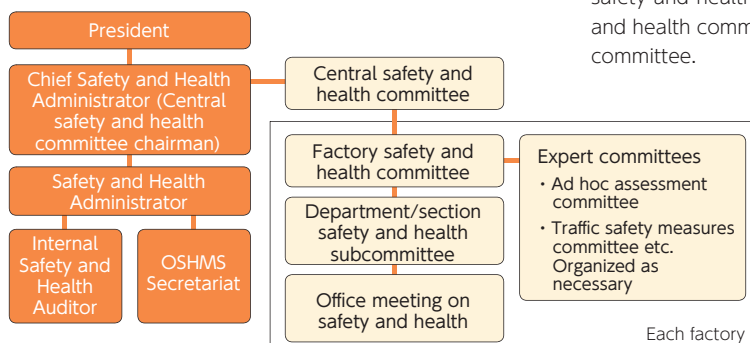 safety and health
and health comm
committee.
President
Chief Safety and Health
Administrator (Central
safety and health
committee chairman)
Safety and Health
Administrator
Internal
Safety and
Health
Auditor
OSHMS
Secretariat
Central safety and
health committee
Factory safety and
health committee
Department/section
safety and health
subcommittee
Office meeting on
safety and health
Expert committees
・Ad hoc assessment
committee
・Traffic safety measures
committee etc.
Organized as
necessary
Each factory